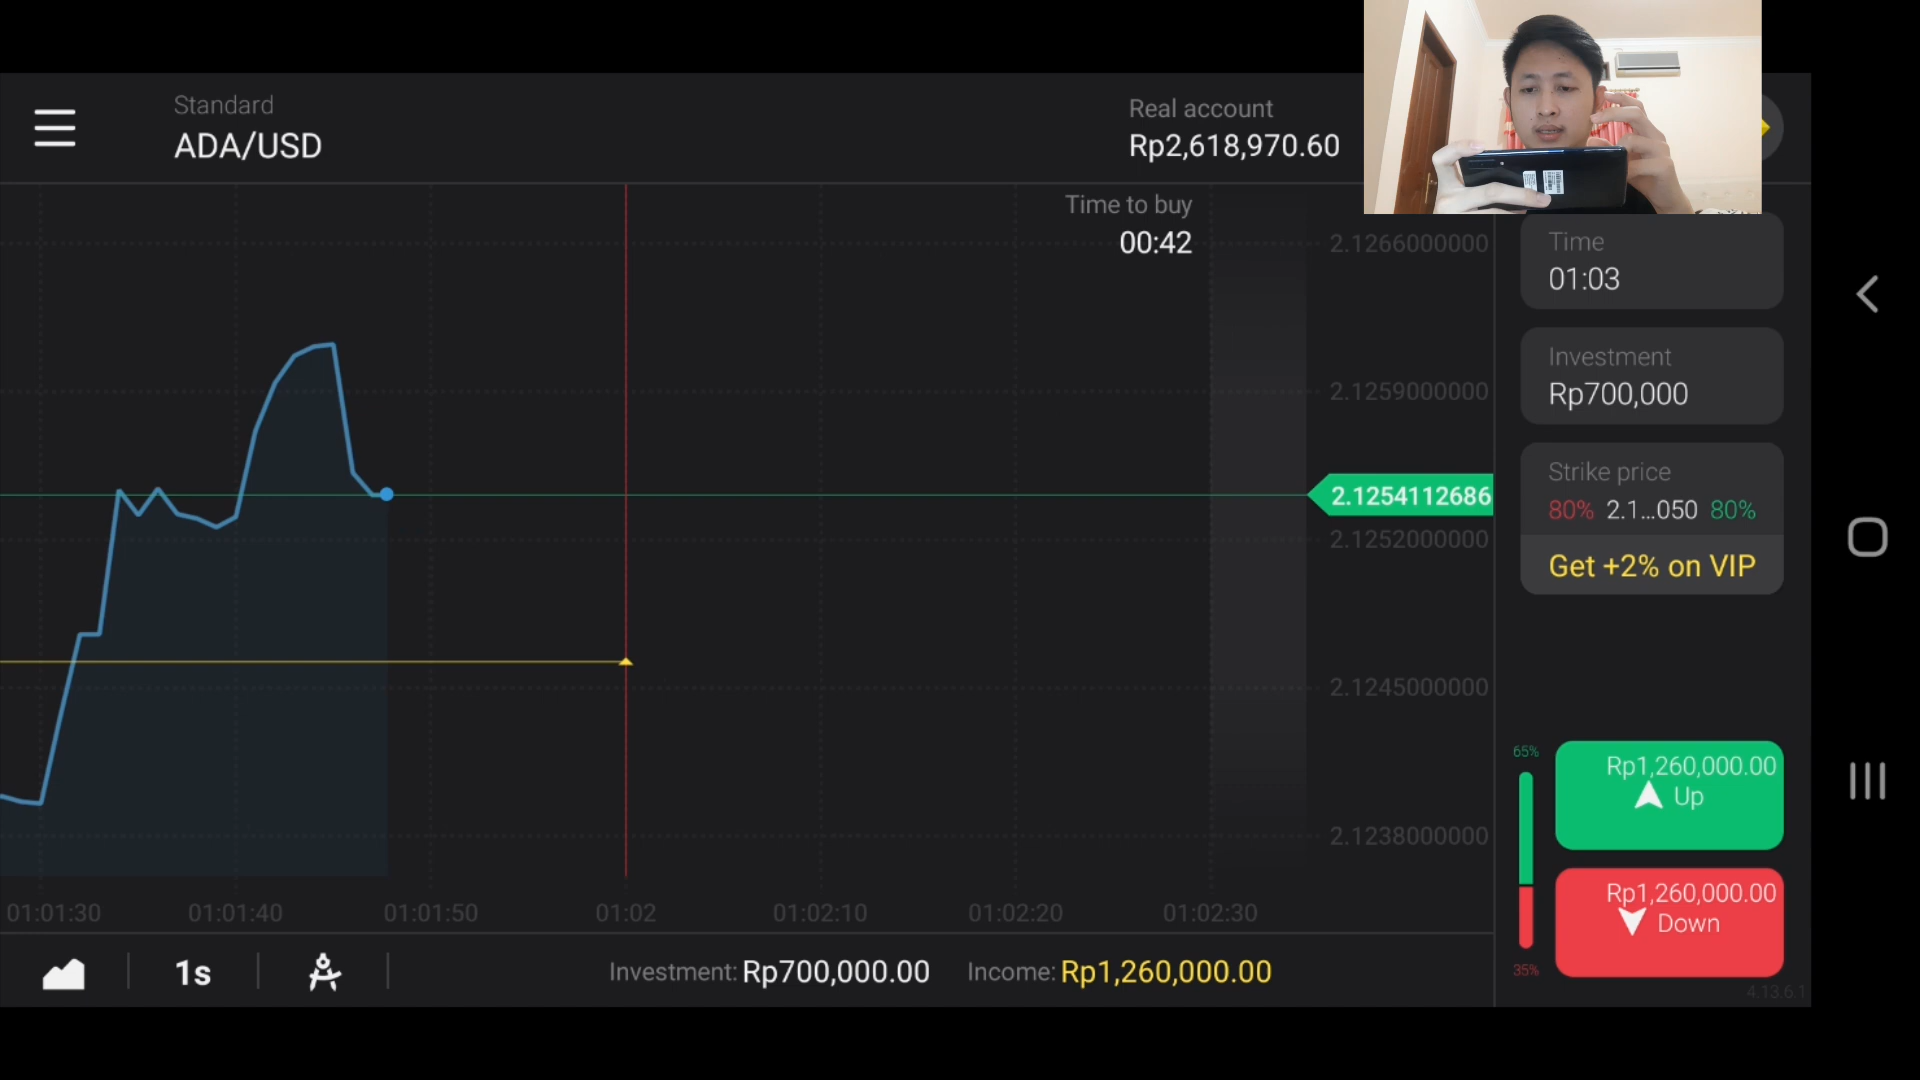 Standard
ADA/USD
Real account
Rp2,618,970.60
Time to buy
00:42
2.1266000000
2.1259000000
2.1254112686
2.1252000000
2.1245000000
2.1238000000
01:01:30 01:01:40 01:01:50 01:02 01:02:10 01:02:20 01:02:30
1s
Investment: Rp700,000.00 Income: Rp1,260,000.00
Time
01:03
Investment
Rp700,000
Strike price
80% 2.1...050 80%
Get +2% on VIP
65%
Rp1,260,000.00
Up
Rp1,260,000.00
Down
35%
4.13.6.1